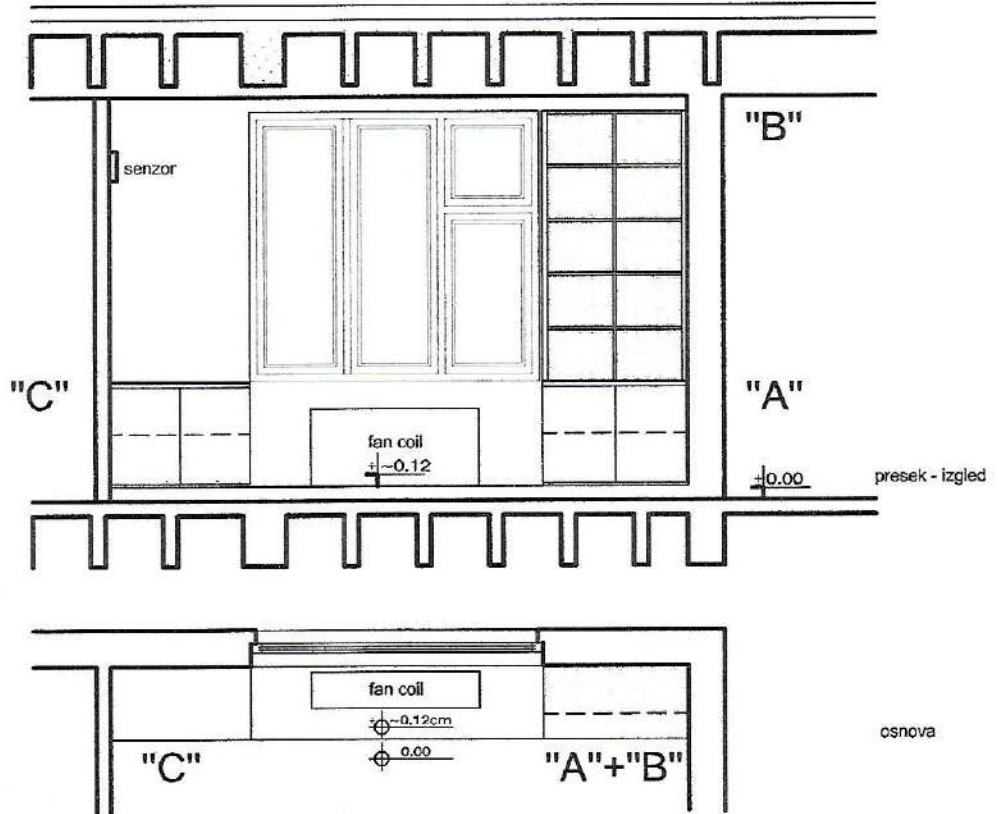 "B"
senzor
"C"
"A"
fan coil
+~0.12
+0.00
presek - izgled
fan coil
+~0.12cm
0.00
osnova
"C"
"A"+"B"